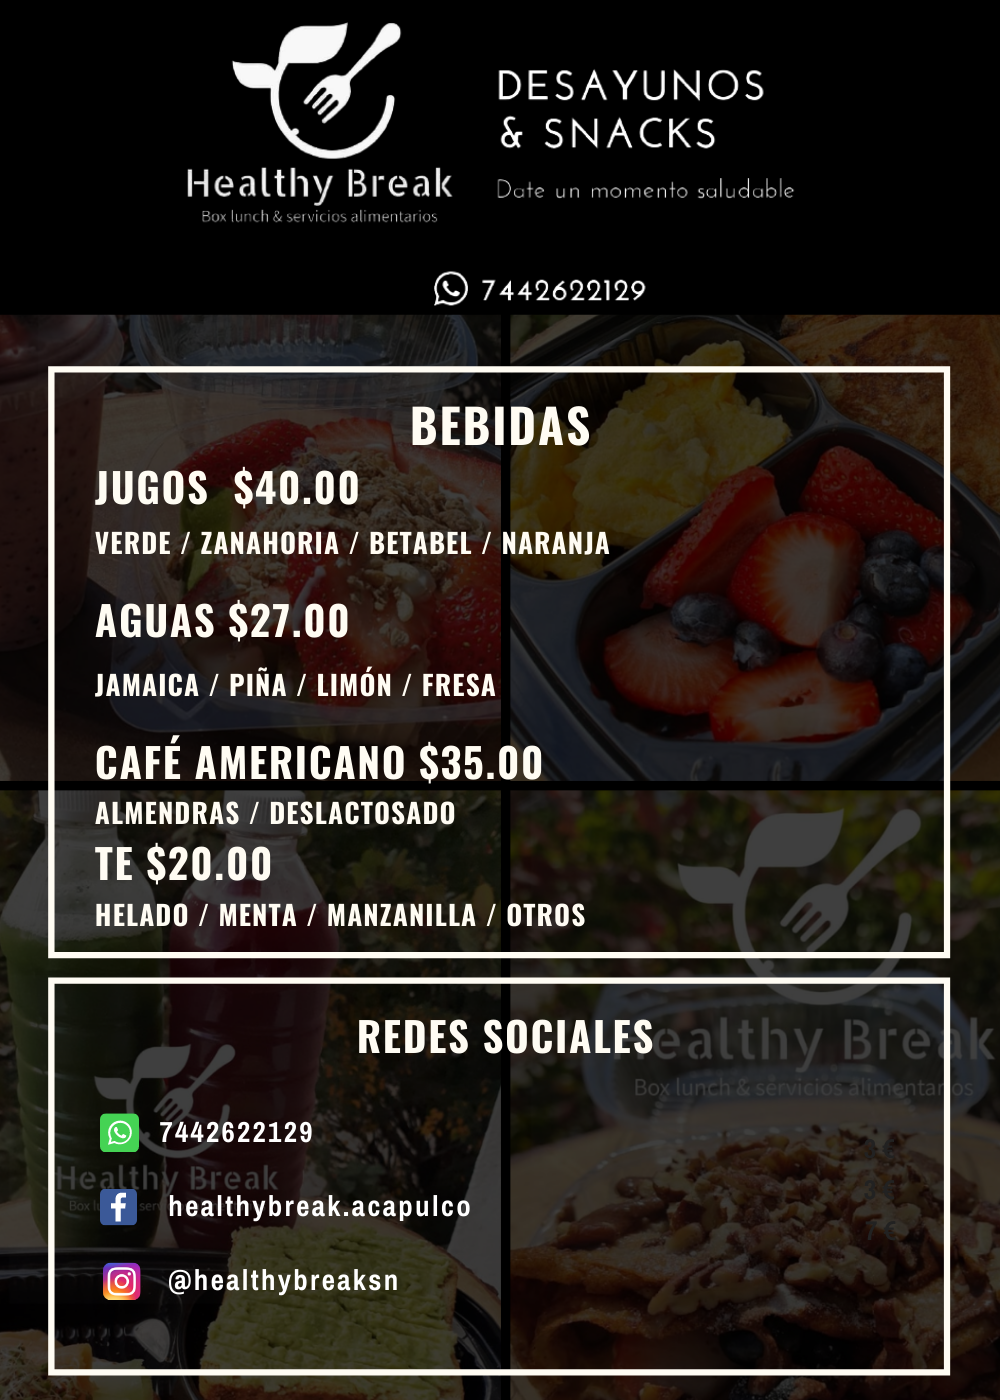 Healthy Break
Box lunch & servicios alimentarios
DESAYUNOS
& SNACKS
Date un momento saludable
7442622129
BEBIDAS
JUGOS $40.00
VERDE / ZANAHORIA / BETABEL / NARANJA
AGUAS $27.00
JAMAICA / PIÑA / LIMÓN / FRESA
CAFÉ AMERICANO $35.00
ALMENDRAS / DESLACTOSADO
TE $20.00
HELADO / MENTA / MANZANILLA / OTROS
REDES SOCIALES
ealthy Break
Box lunch & servicios alimentarios
7442622129
Healthy Break
healthybreak.acapulco
@healthybreaksn